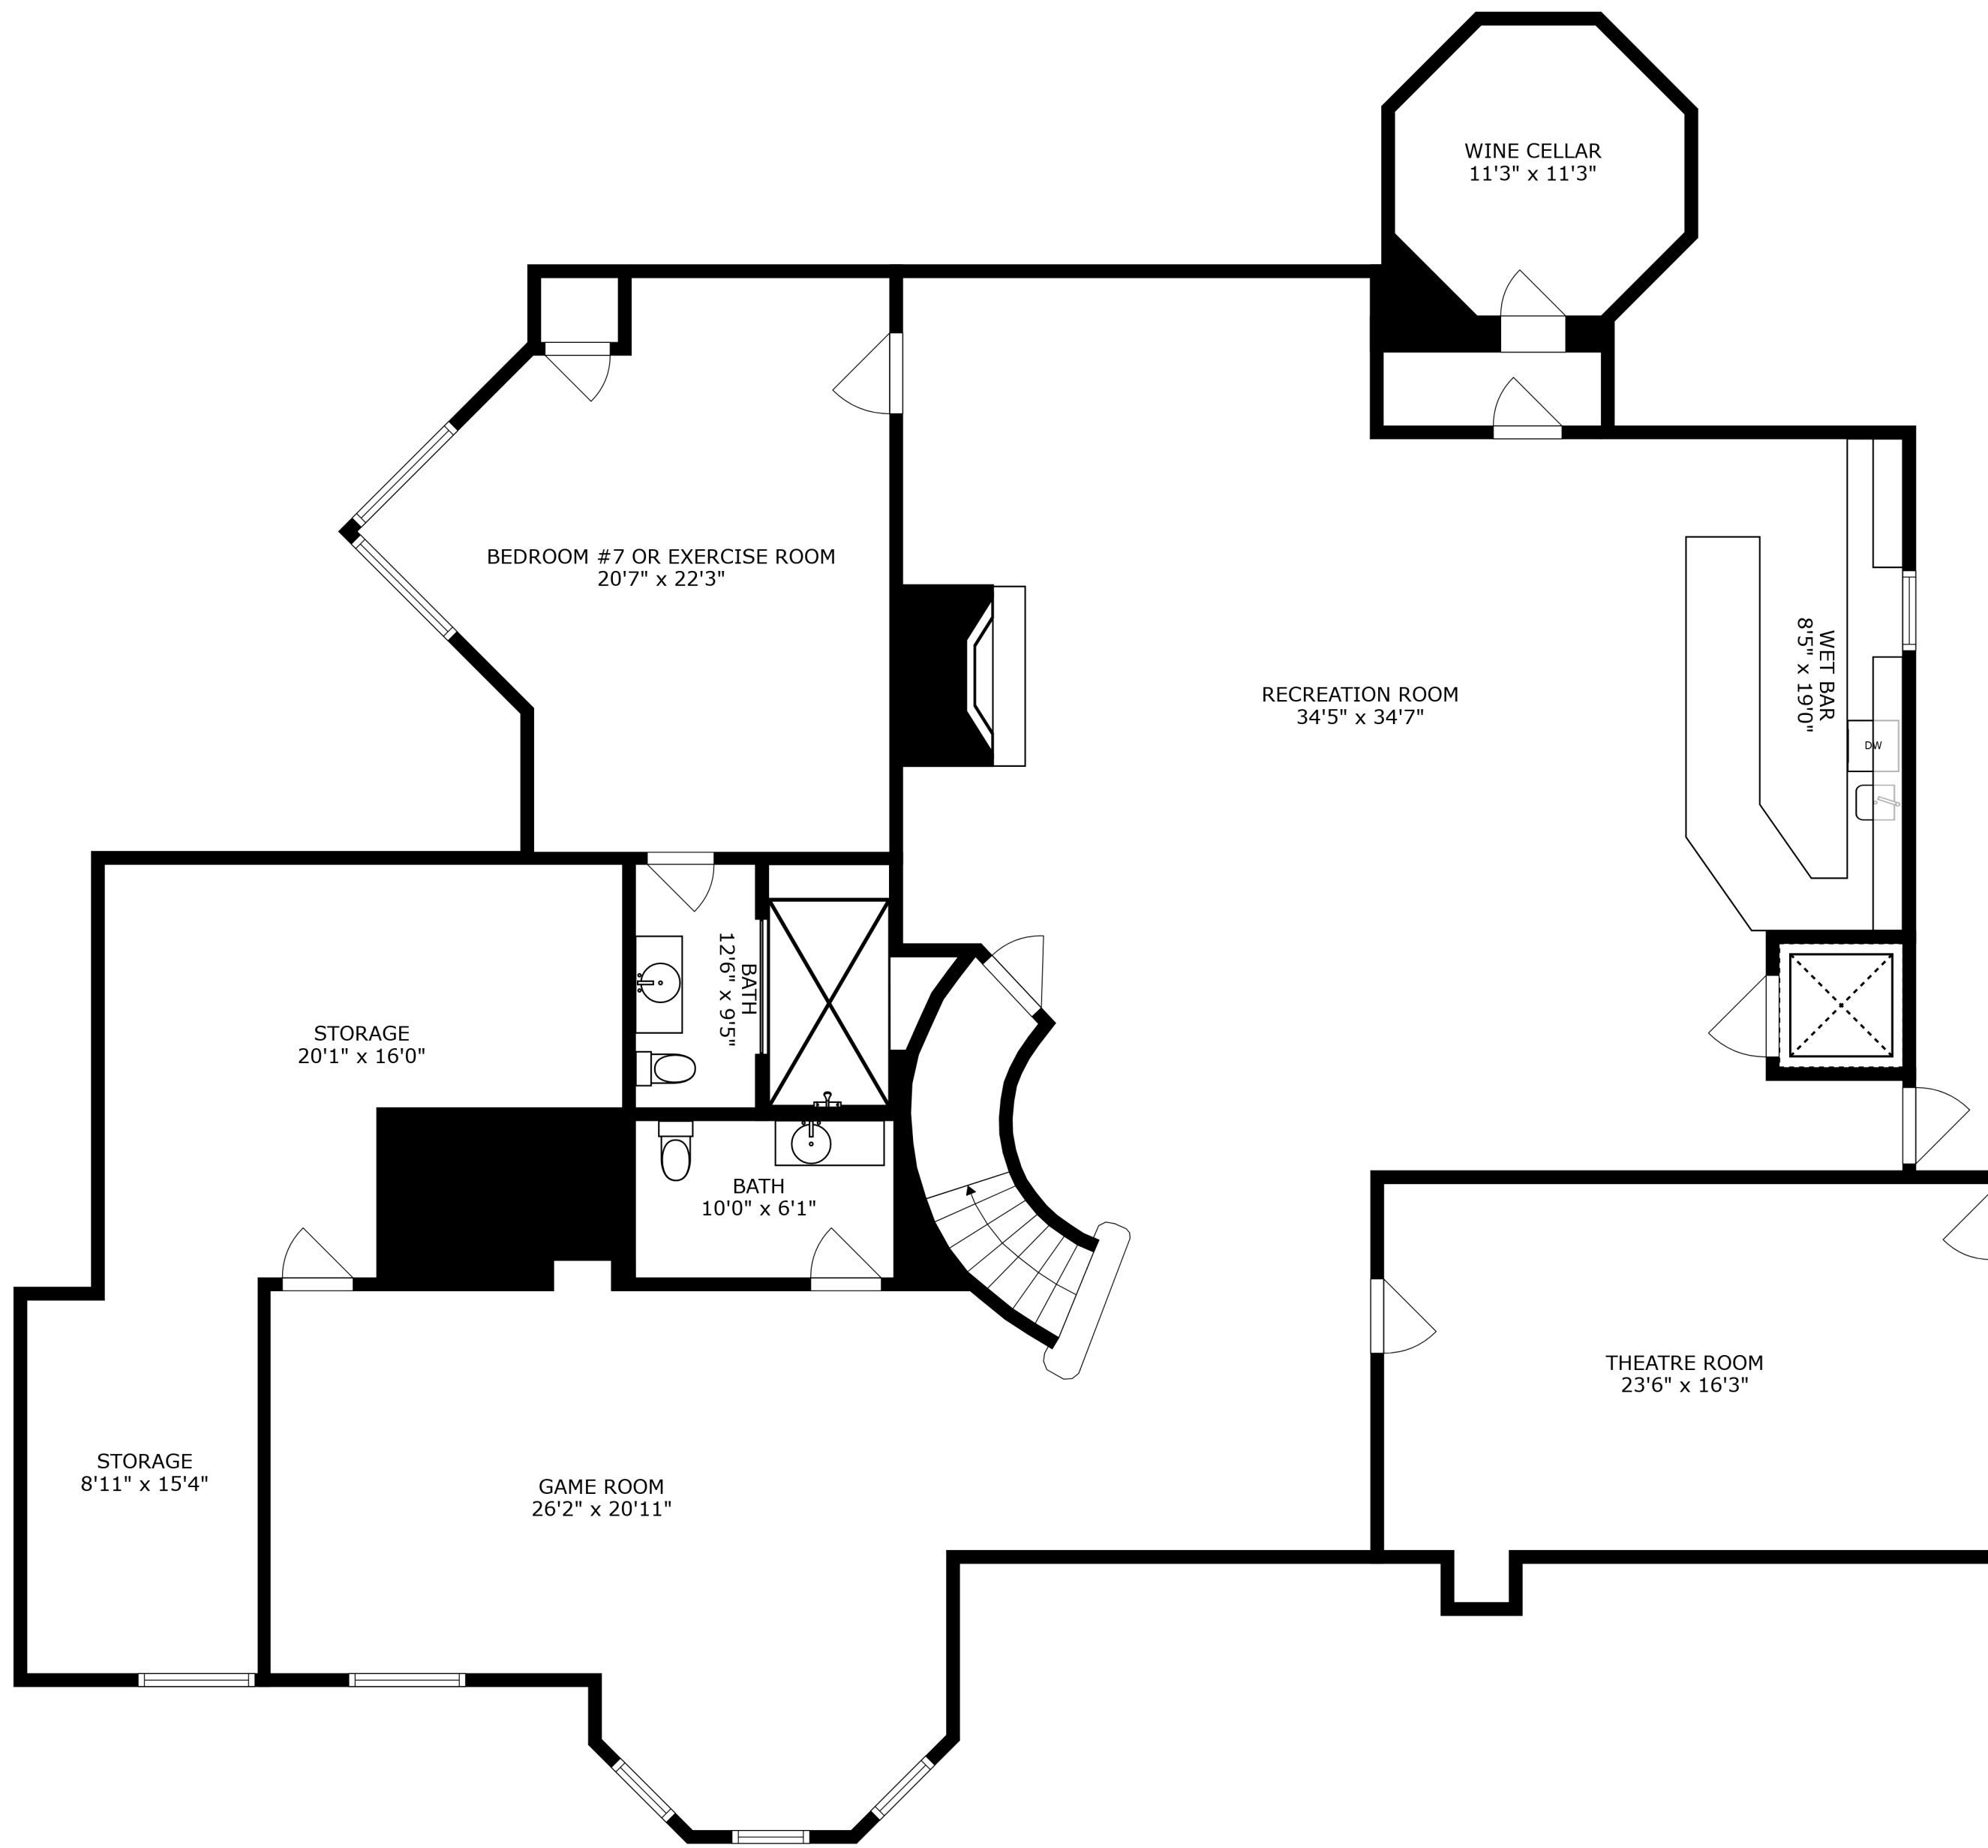 WINE CELLAR
11'3" x 11'3"
BEDROOM #7 OR EXERCISE ROOM
20'7" x 22'3"
RECREATION ROOM
34'5" x 34'7"
WET BAR
8'5" x 19'0"
DW
BATH
12'6" x 9'5"
STORAGE
20'1" x 16'0"
BATH
10'0" x 6'1"
THEATRE ROOM
23'6" x 16'3"
STORAGE
8'11" x 15'4"
GAME ROOM
26'2" x 20'11"